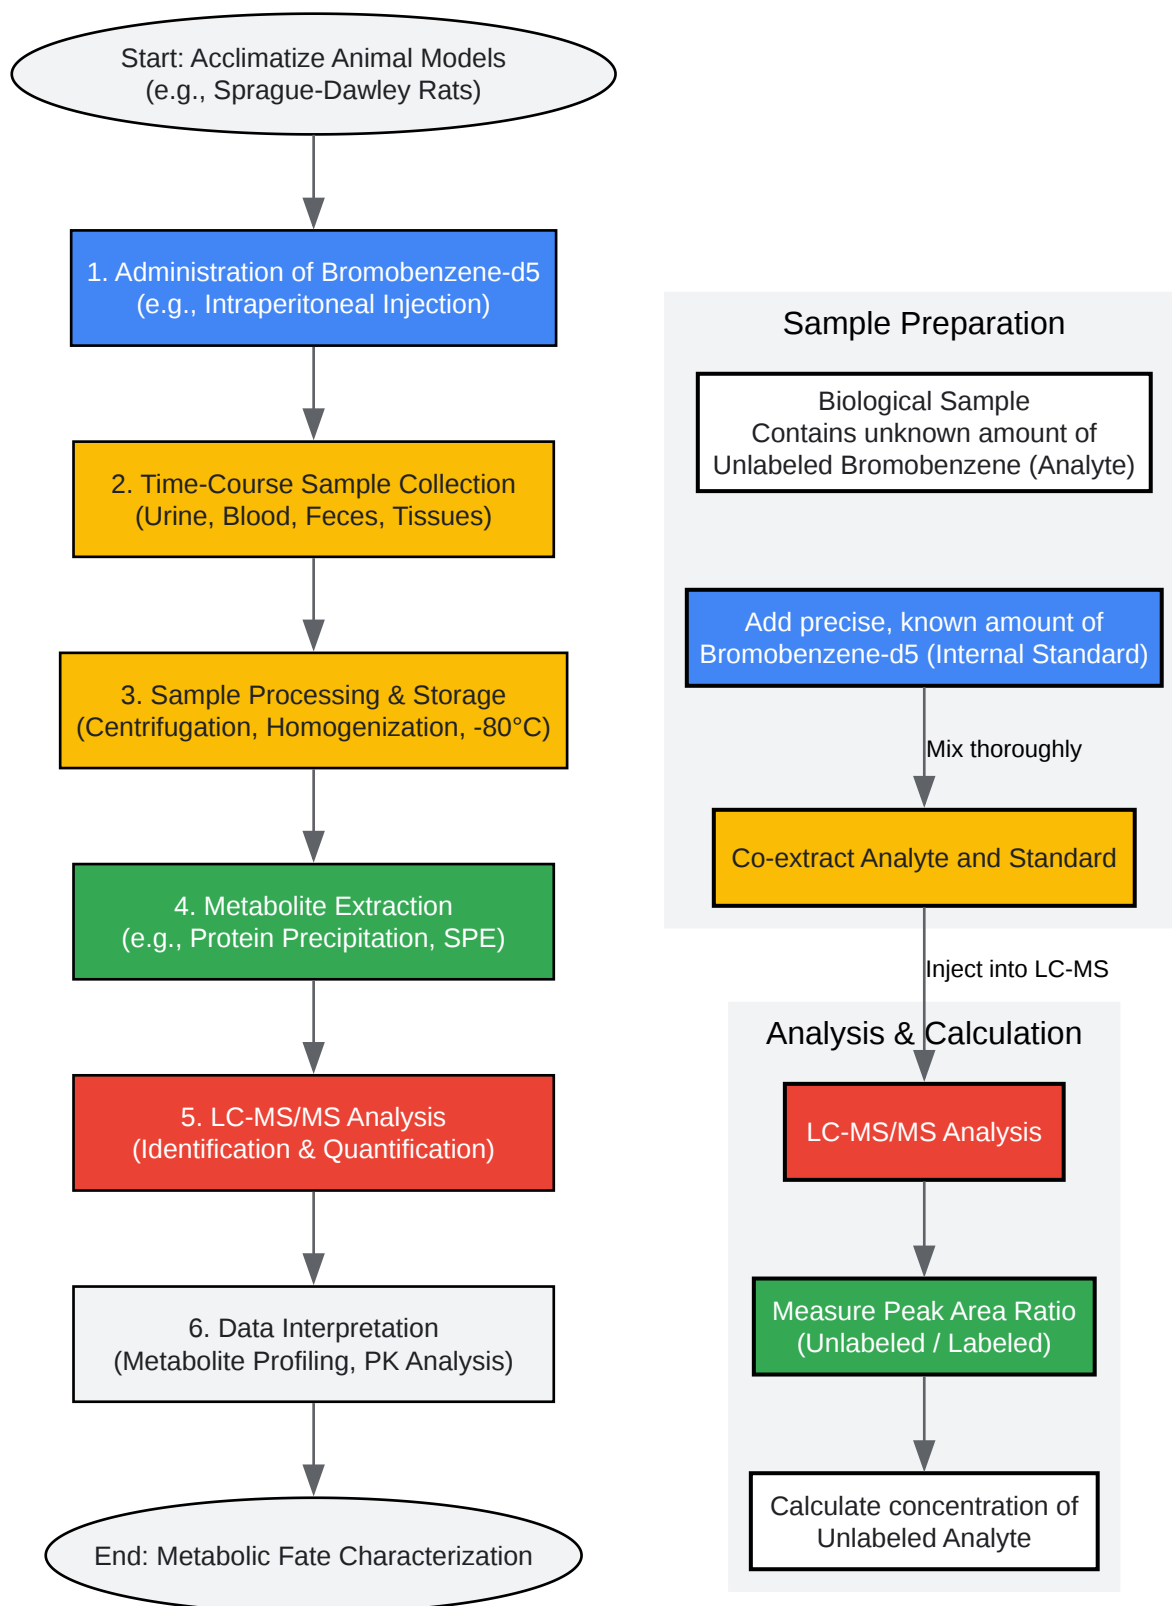 Start: Acclimatize Animal Models
(e.g., Sprague-Dawley Rats)
1. Administration of Bromobenzene-d5
(e.g., Intraperitoneal Injection)
2. Time-Course Sample Collection
(Urine, Blood, Feces, Tissues)
3. Sample Processing & Storage
(Centrifugation, Homogenization, -80°C)
4. Metabolite Extraction
(e.g., Protein Precipitation, SPE)
5. LC-MS/MS Analysis
(Identification & Quantification)
6. Data Interpretation
(Metabolite Profiling, PK Analysis)
End: Metabolic Fate Characterization
Sample Preparation
Biological Sample
Contains unknown amount of
Unlabeled Bromobenzene (Analyte)
Add precise, known amount of
Bromobenzene-d5 (Internal Standard)
Mix thoroughly
Co-extract Analyte and Standard
Inject into LC-MS
Analysis & Calculation
LC-MS/MS Analysis
Measure Peak Area Ratio
(Unlabeled / Labeled)
Calculate concentration of
Unlabeled Analyte